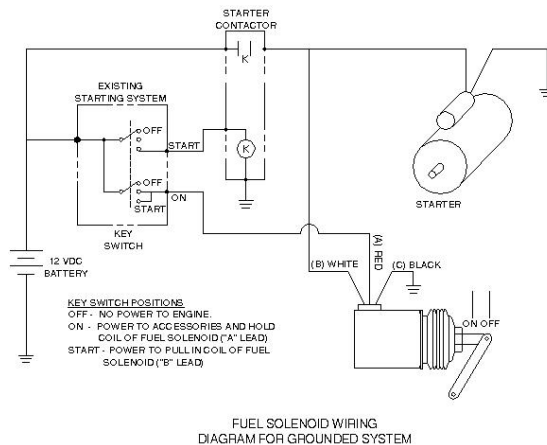 STARTER
CONTACTOR
K
EXISTING
STARTING SYSTEM
OFF
START
K
OFF
ON
START
KEY
SWITCH
STARTER
12 VDC
BATTERY
(B) WHITE
(A) RED
(C) BLACK
KEY SWITCH POSITIONS
OFF - NO POWER TO ENGINE.
ON - POWER TO ACCESSORIES AND HOLD
COIL OF FUEL SOLENOID ("A" LEAD)
START - POWER TO PULL IN COIL OF FUEL
SOLENOID ("B" LEAD)
ON OFF
FUEL SOLENOID WIRING
DIAGRAM FOR GROUNDED SYSTEM